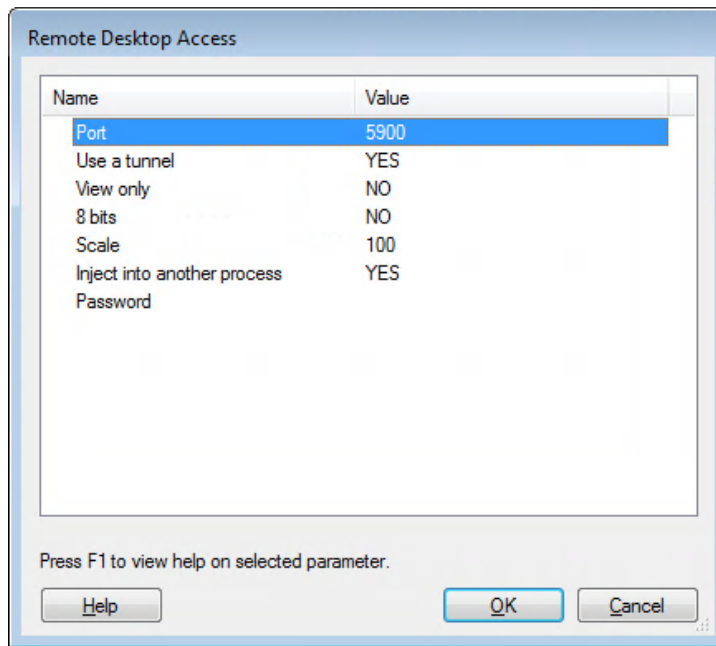 Remote Desktop Access
Name Value
Port 5900
Use a tunnel YES
View only NO
8 bits NO
Scale 100
Inject into another process YES
Password
Press F1 to view help on selected parameter.
Help OK Cancel